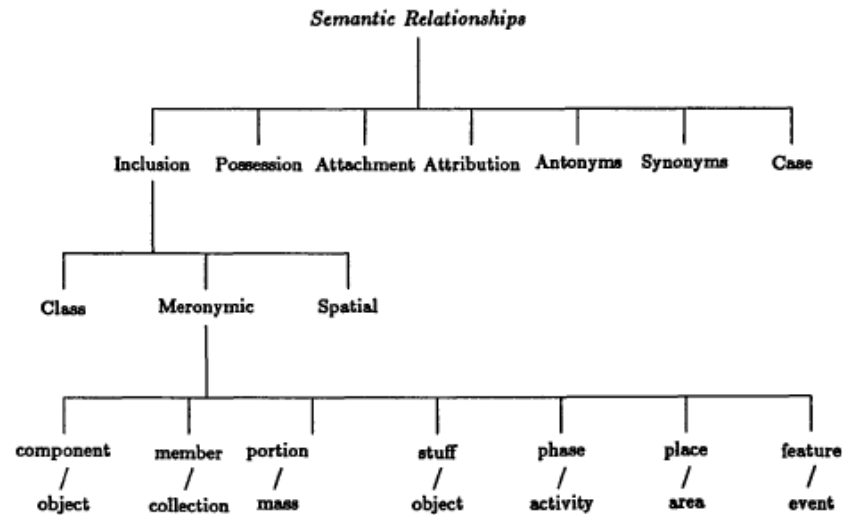 Semantic Relationships
Inclusion Possession Attachment Attribution Antonyms Synonyms Case
Class Meronymic Spatial
component member portion stuff phase place feature
/ / / / / / /
object collection mass object activity area event